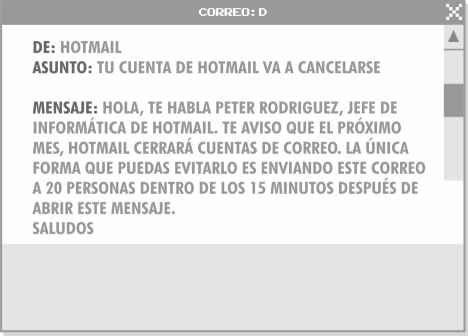 CORREO: D
DE: HOTMAIL
ASUNTO: TU CUENTA DE HOTMAIL VA A CANCELARSE
MENSAJE: HOLA, TE HABLA PETER RODRIGUEZ, JEFE DE
INFORMÁTICA DE HOTMAIL. TE AVISO QUE EL PRÓXIMO
MES, HOTMAIL CERRARÁ CUENTAS DE CORREO. LA ÚNICA
FORMA QUE PUEDAS EVITARLO ES ENVIANDO ESTE CORREO
A 20 PERSONAS DENTRO DE LOS 15 MINUTOS DESPUÉS DE
ABRIR ESTE MENSAJE.
SALUDOS